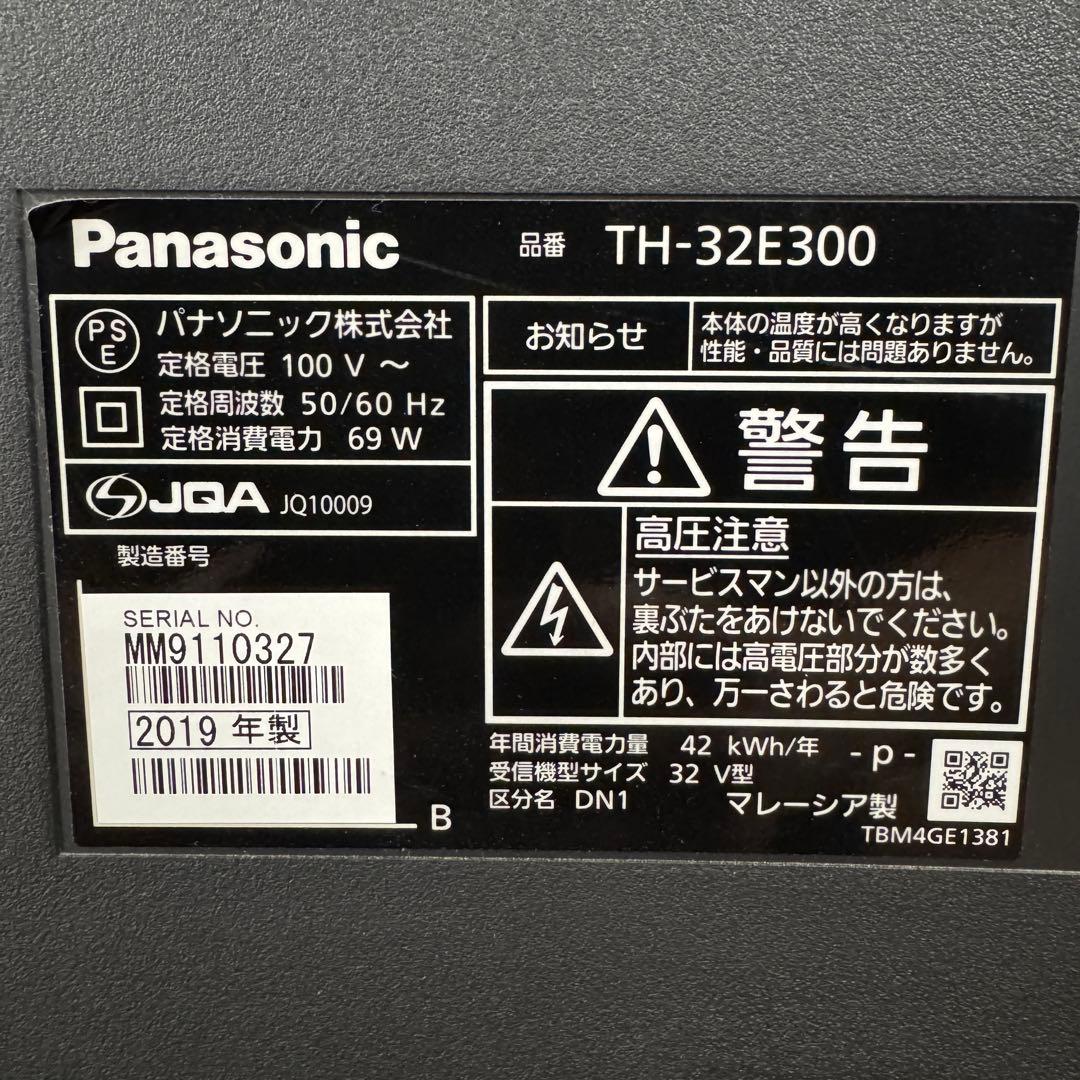 Panasonic
品番 TH-32E300
PS
E
パナソニック株式会社
定格電圧 100 V ～
定格周波数 50/60 Hz
定格消費電力 69 W
JQA JQ10009
製造番号
SERIAL NO.
MM9110327
2019 年製
B
お知らせ
本体の温度が高くなりますが
性能・品質には問題ありません。
警告
高圧注意
サービスマン以外の方は、
裏ぶたをあけないでください。
内部には高電圧部分が数多く
あり、万一さわると危険です。
年間消費電力量 42 kWh/年
受信機型サイズ 32 V型
区分名 DN1
- p -
マレーシア製
TBM4GE1381